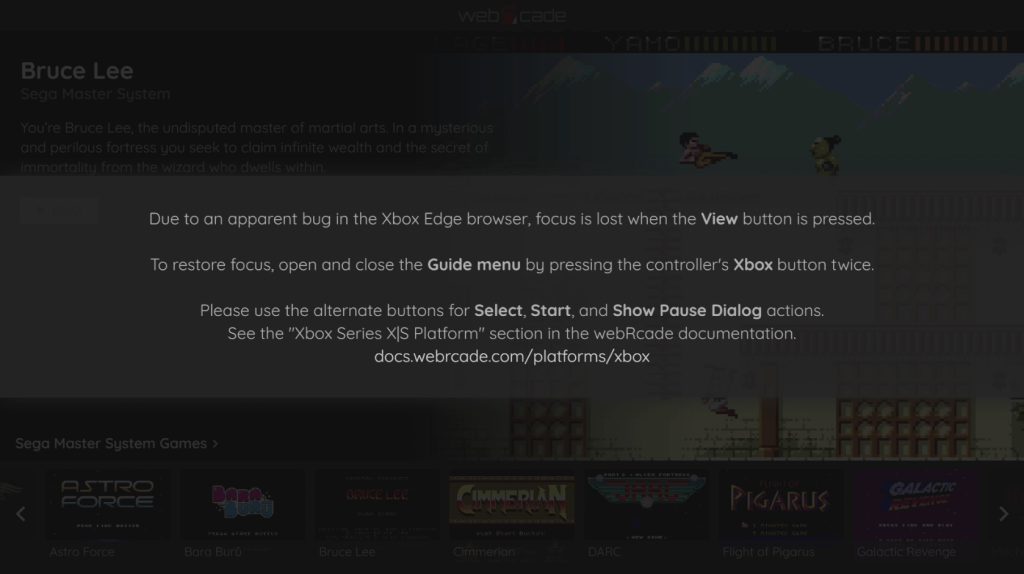 webЯcade
YAMO
BRUCE
Bruce Lee
Sega Master System
You're Bruce Lee, the undisputed master of martial arts. In a mysterious
and perilous fortress you seek to claim infinite wealth and the secret of
immortality from the wizard who dwells within.
Due to an apparent bug in the Xbox Edge browser, focus is lost when the View button is pressed.
To restore focus, open and close the Guide menu by pressing the controller's Xbox button twice.
Please use the alternate buttons for Select, Start, and Show Pause Dialog actions.
See the "Xbox Series X|S Platform" section in the webRcade documentation.
docs.webrcade.com/platforms/xbox
Sega Master System Games >
ASTRO
FORCE
BARA
BURU
BRUCE LEE
CIMMERIAN
PIGARUS
GALACTIC
REVENGE
Astro Force
Bara Burū
Bruce Lee
Cimmerian
DARC
Flight of Pigarus
Galactic Revenge